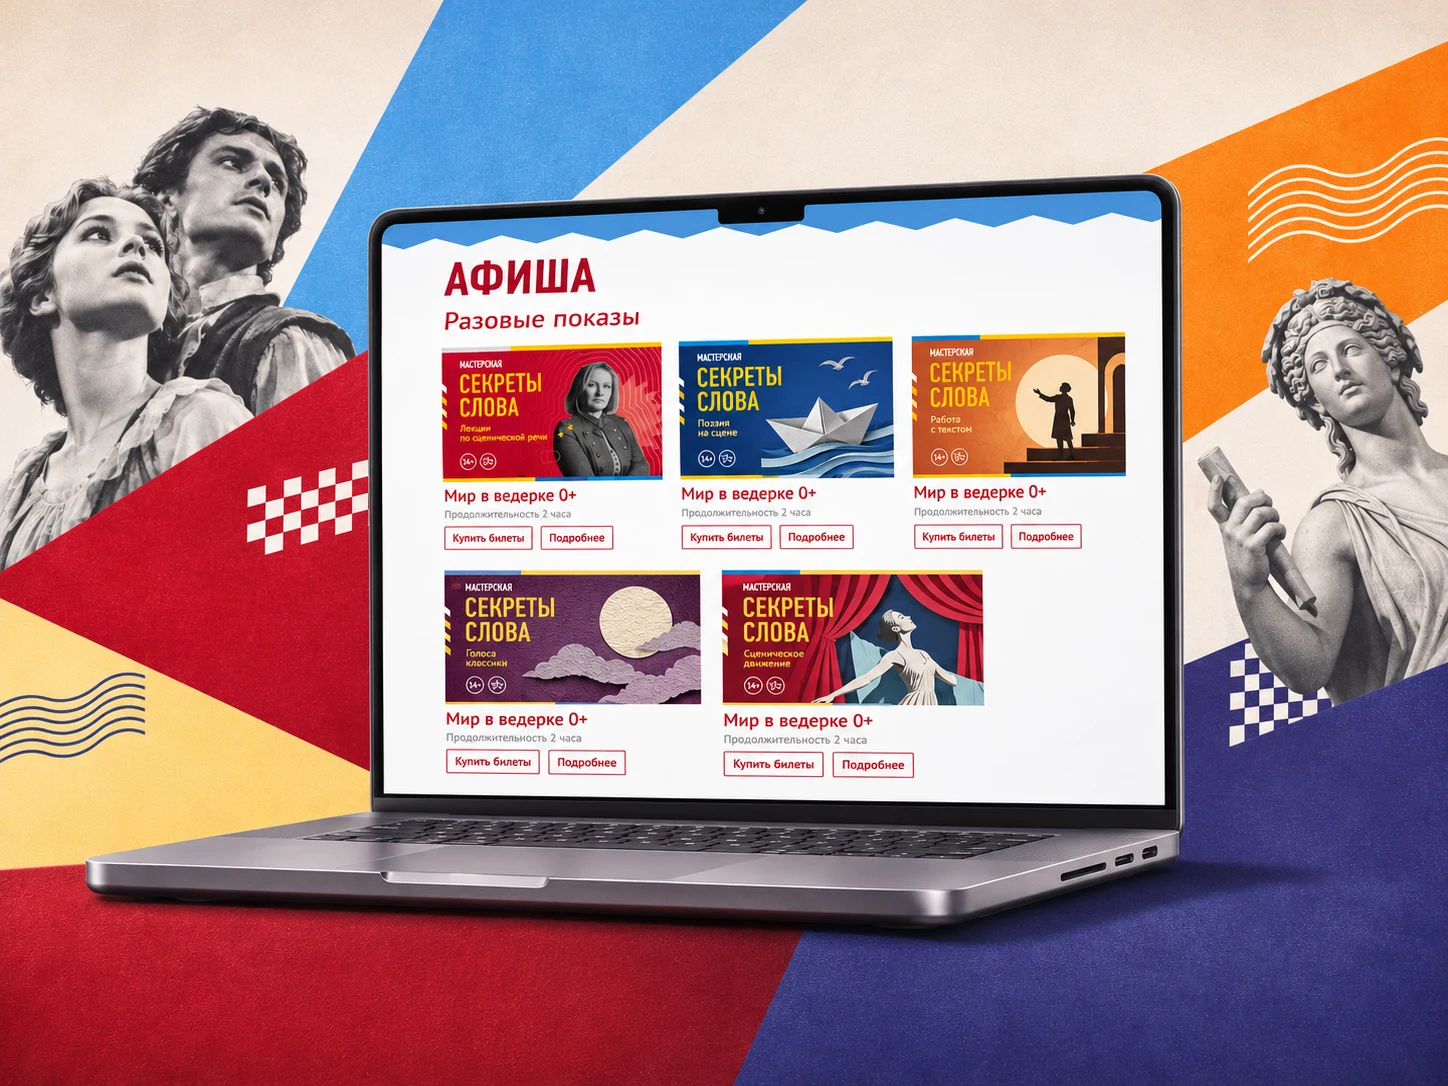 АФИША
Разовые показы
МАСТЕРСКАЯ
СЕКРЕТЫ
СЛОВА
Лекции
по сценической речи
14+
Мир в ведерке 0+
Продолжительность 2 часа
Купить билеты
Подробнее
МАСТЕРСКАЯ
СЕКРЕТЫ
СЛОВА
Поэзия
на сцене
14+
Мир в ведерке 0+
Продолжительность 2 часа
Купить билеты
Подробнее
МАСТЕРСКАЯ
СЕКРЕТЫ
СЛОВА
Работа
с текстом
14+
Мир в ведерке 0+
Продолжительность 2 часа
Купить билеты
Подробнее
МАСТЕРСКАЯ
СЕКРЕТЫ
СЛОВА
Голоса
классики
14+
Мир в ведерке 0+
Продолжительность 2 часа
Купить билеты
Подробнее
МАСТЕРСКАЯ
СЕКРЕТЫ
СЛОВА
Сценическое
движение
14+
Мир в ведерке 0+
Продолжительность 2 часа
Купить билеты
Подробнее